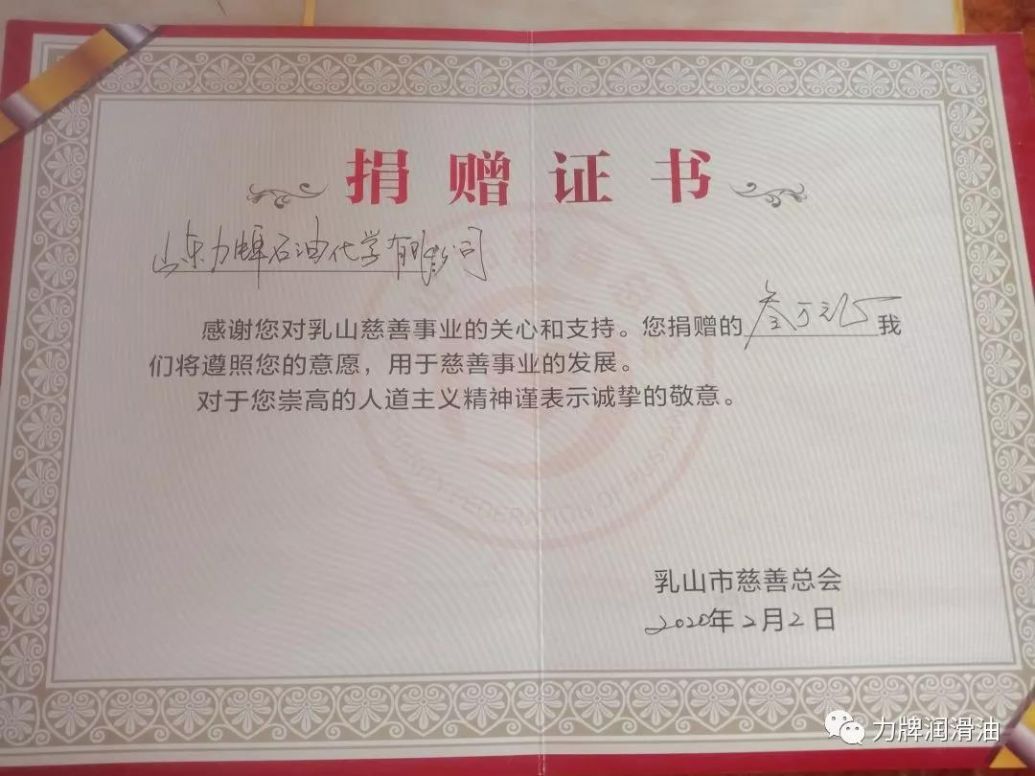 捐赠证书
山东力牌石油化学有限公司
感谢您对乳山慈善事业的关心和支持。您捐赠的叁万元正我
们将遵照您的意愿，用于慈善事业的发展。
对于您崇高的人道主义精神谨表示诚挚的敬意。
FEDERATION OF RUSHAN
乳山市慈善总会
2020年2月2日
力牌润滑油